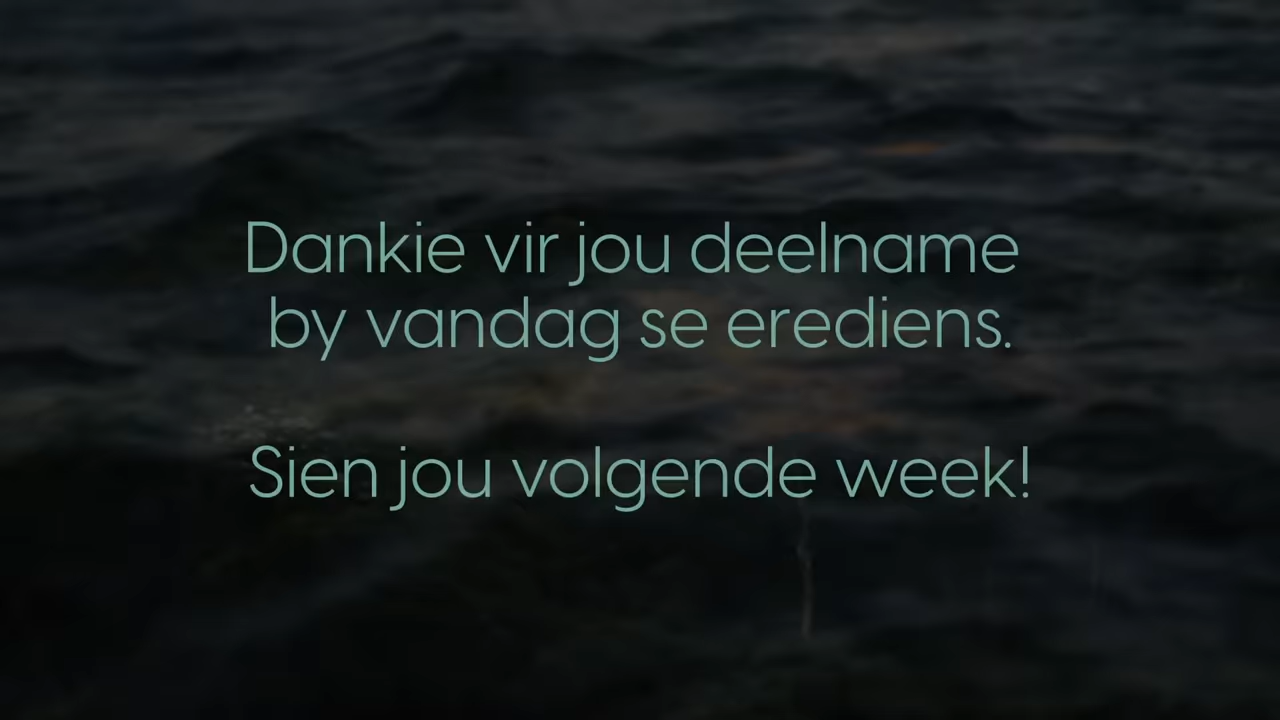 Dankie vir jou deelname
by vandag se erediens.
Sien jou volgende week!